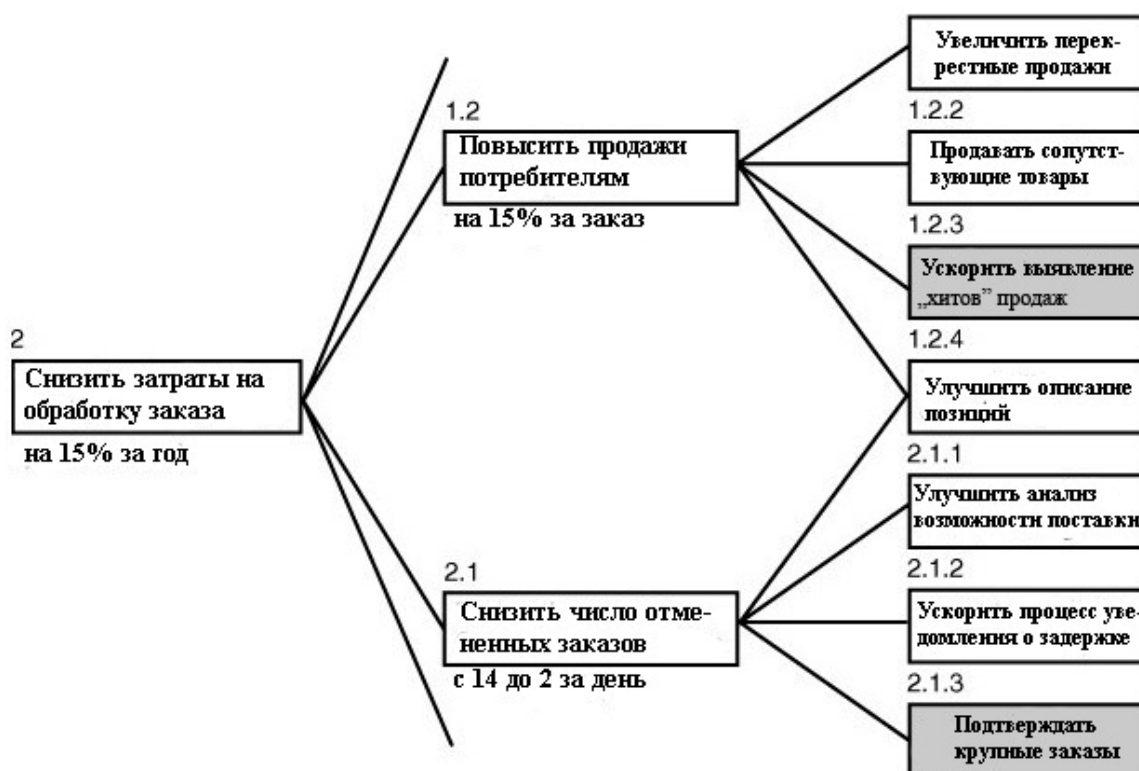 Увеличить перек-
рестные продажи
1.2
1.2.2
Повысить продажи
потребителям
на 15% за заказ
Продавать сопутст-
вующие товары
1.2.3
Ускорить выявление
„хитов” продаж
2
1.2.4
Снизить затраты на
обработку заказа
на 15% за год
Улучшить описание
позиций
2.1.1
Улучшить анализ
возможности поставки
2.1
2.1.2
Снизить число отме-
ненных заказов
с 14 до 2 за день
Ускорить процесс уве-
домления о задержке
2.1.3
Подтверждать
крупные заказы